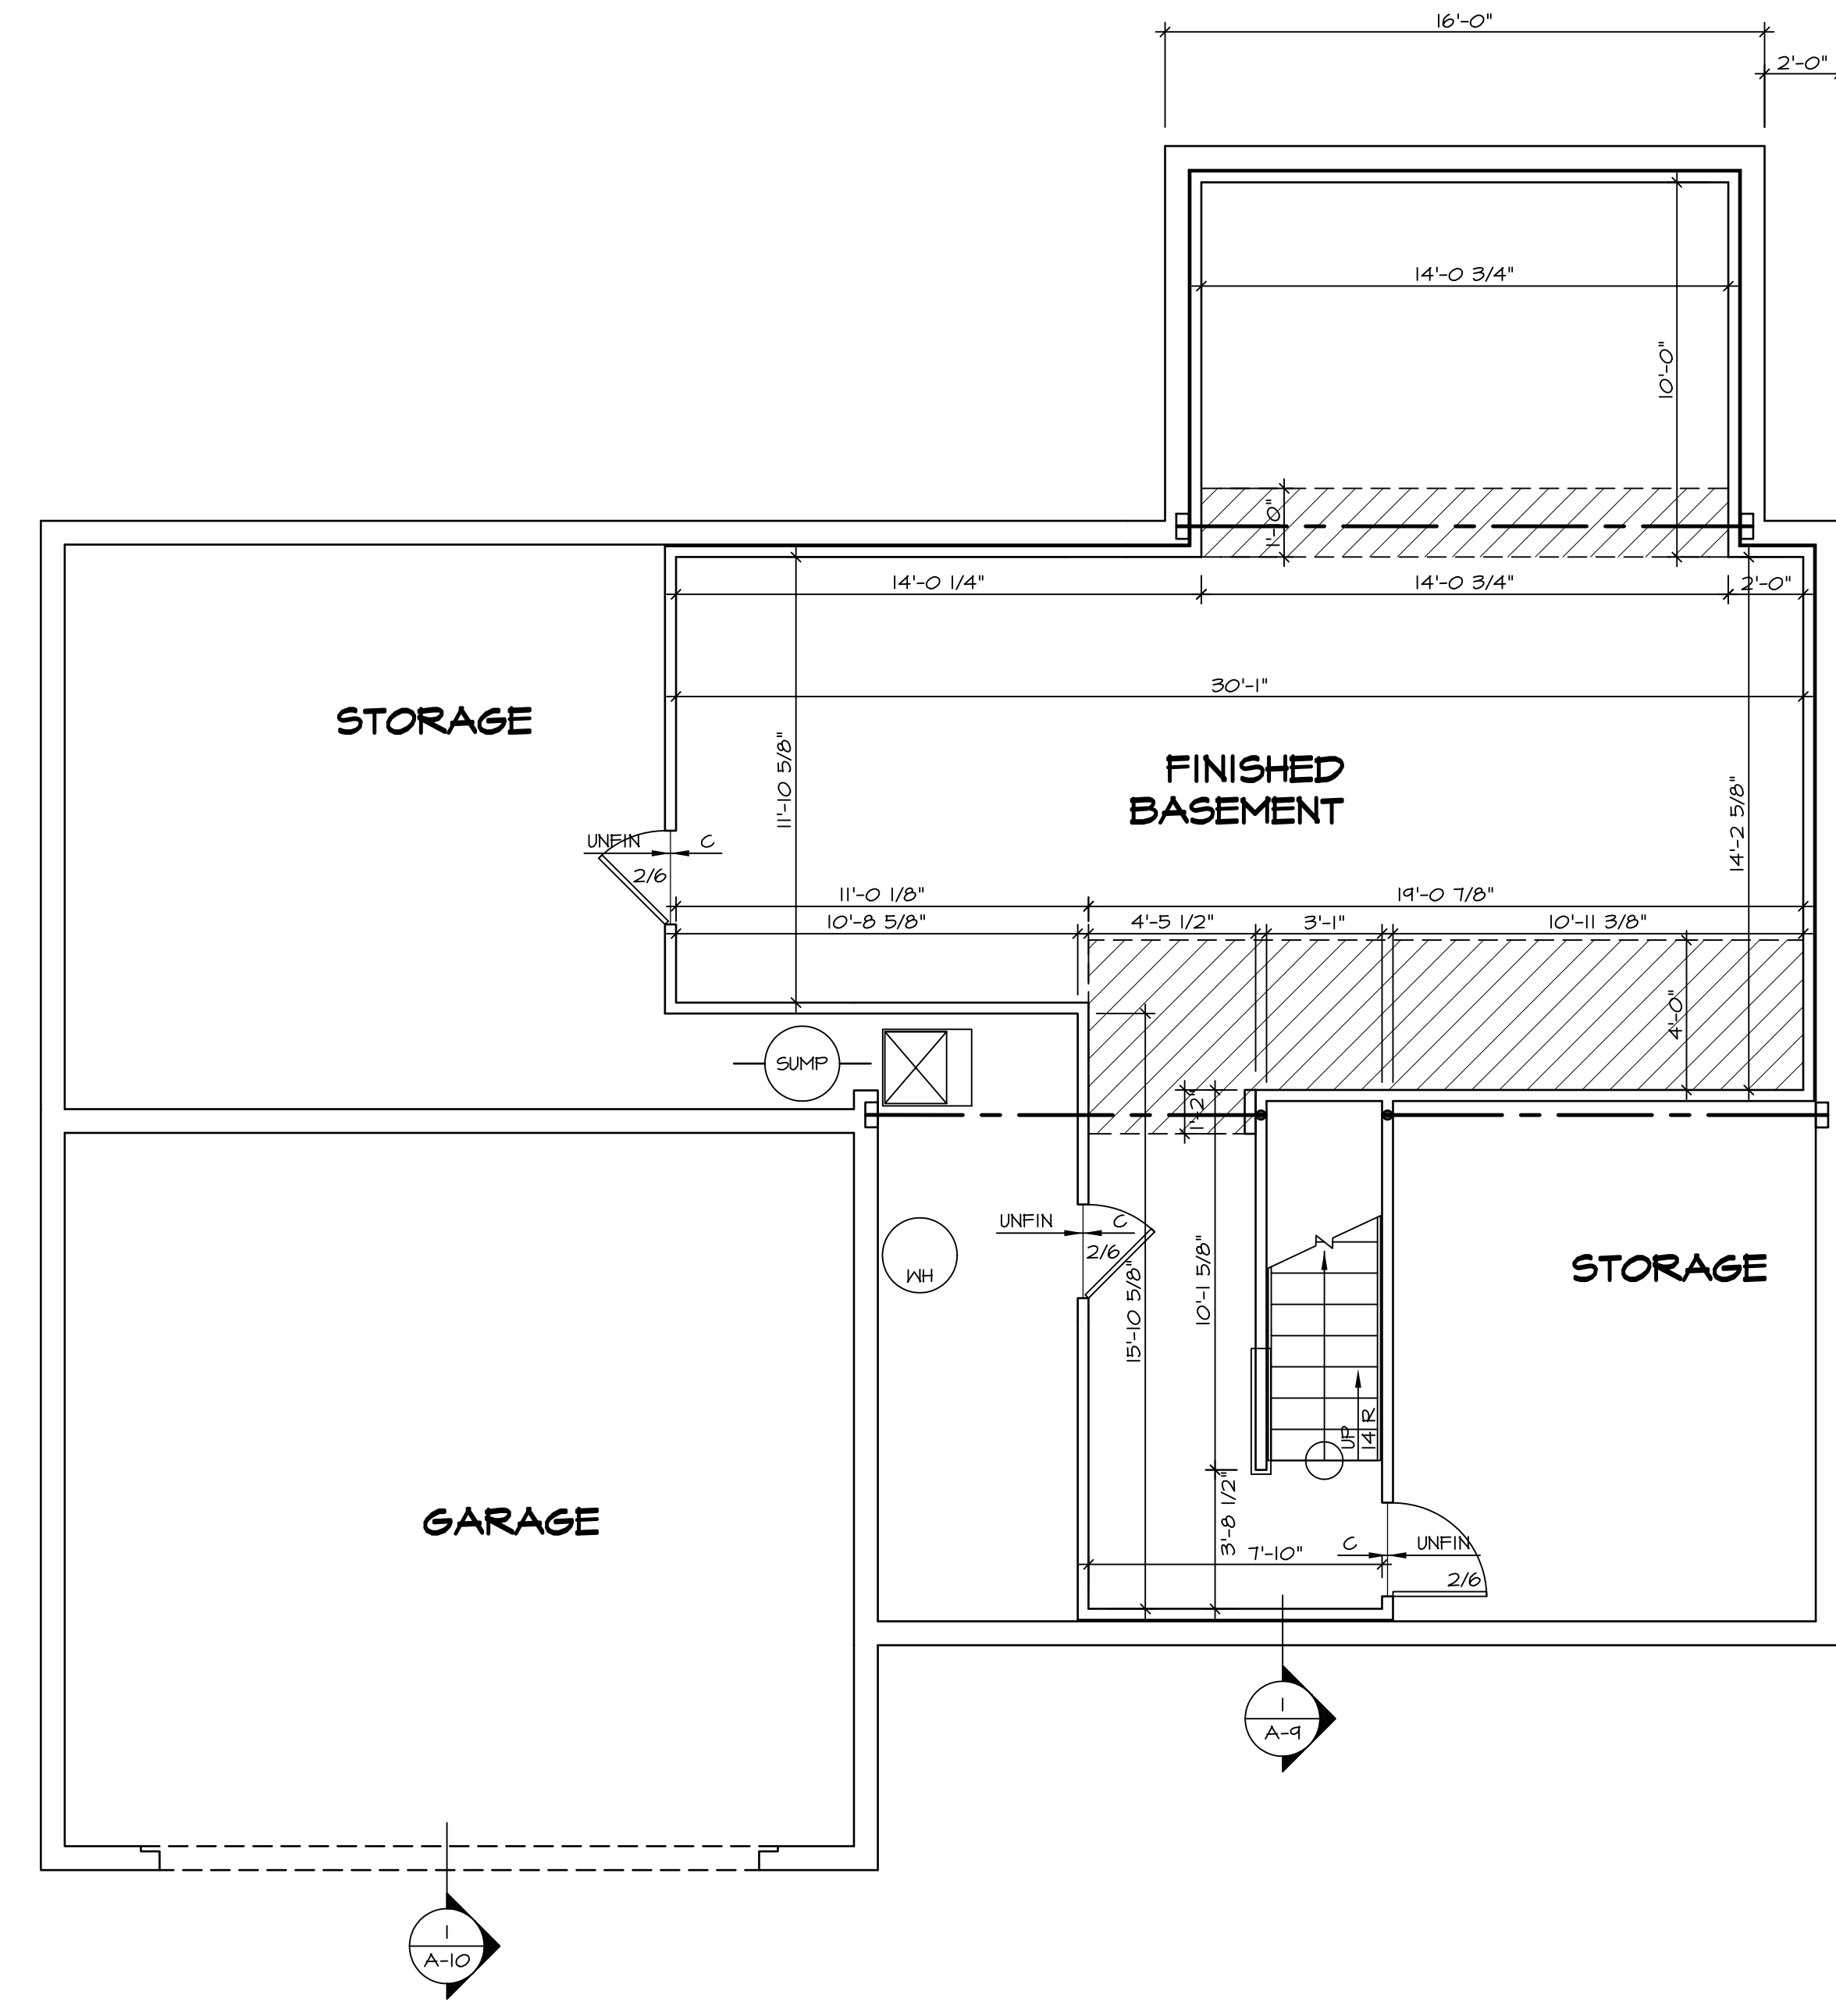 16'-0"
2'-0"
14'-0 3/4"
10'-0"
1'-0"
14'-0 1/4"
14'-0 3/4"
2'-0"
30'-1"
STORAGE
FINISHED
BASEMENT
11'-10 5/8"
14'-2 5/8"
UNFIN
C
2/6
11'-0 1/8"
19'-0 7/8"
10'-8 5/8"
4'-5 1/2"
3'-1"
10'-11 3/8"
4'-0"
SUMP
1'-2"
UNFIN
C
2/6
WH
15'-10 5/8"
10'-1 5/8"
STORAGE
UP
14 R
GARAGE
3'-8 1/2"
7'-10"
C
UNFIN
2/6
1
A-9
1
A-10